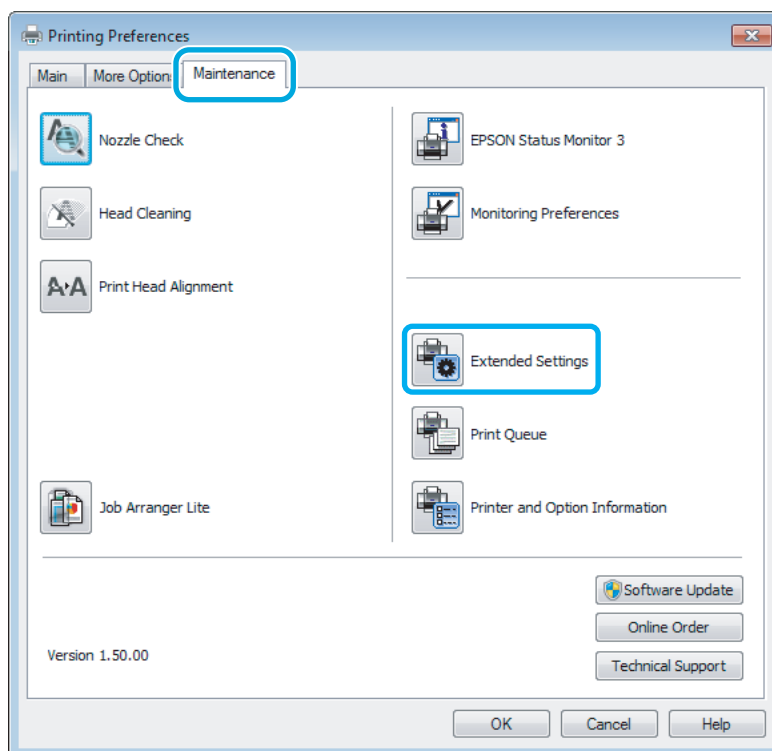 Printing Preferences
Main
More Option
Maintenance
Nozzle Check
Head Cleaning
A A Print Head Alignment
Job Arranger Lite
EPSON Status Monitor 3
Monitoring Preferences
Extended Settings
Print Queue
Printer and Option Information
Software Update
Online Order
Version 1.50.00
Technical Support
OK
Cancel
Help